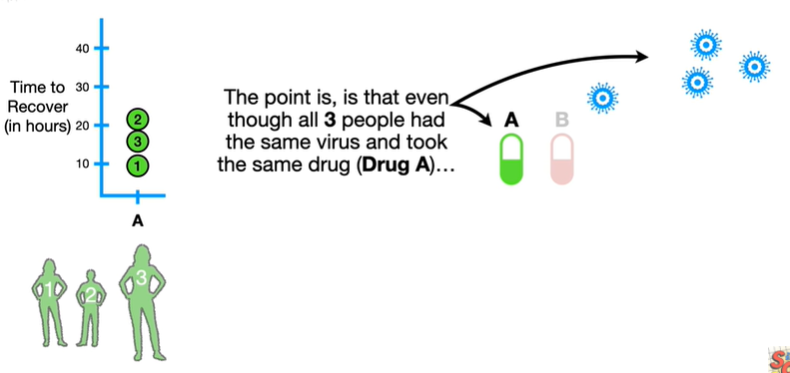 40
Time to 30
Recover
(in hours) 20
10
2
3
1
A
1 2 3
The point is, is that even
though all 3 people had
the same virus and took
the same drug (Drug A)...
A B